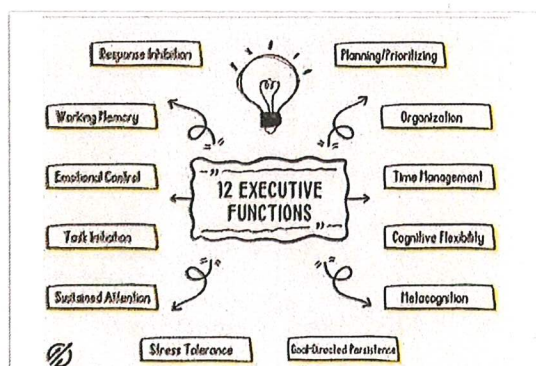 Response Inhibition
Planning/Prioritizing
Working Memory
Organization
Emotional Control
Time Management
12 EXECUTIVE
FUNCTIONS
Task Initiation
Cognitive Flexibility
Sustained Attention
Metacognition
Stress Tolerance
Goal-Directed Persistence